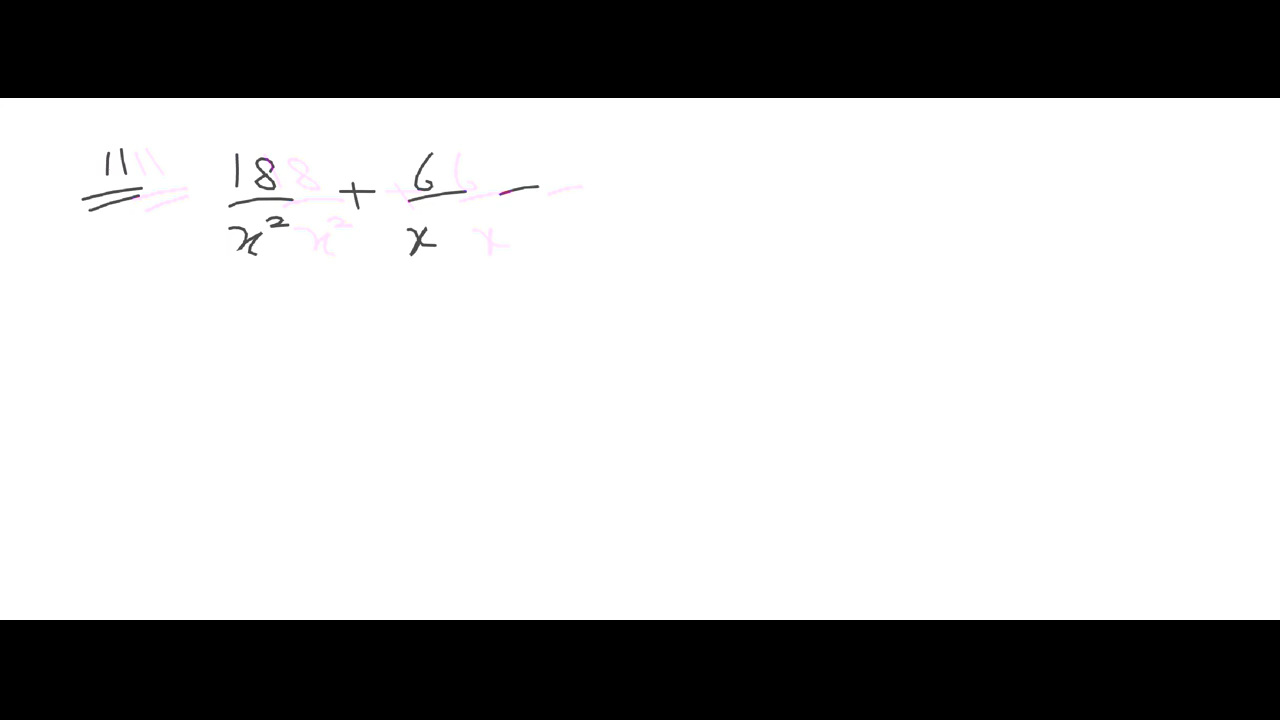 11 18/x² + 6/x −